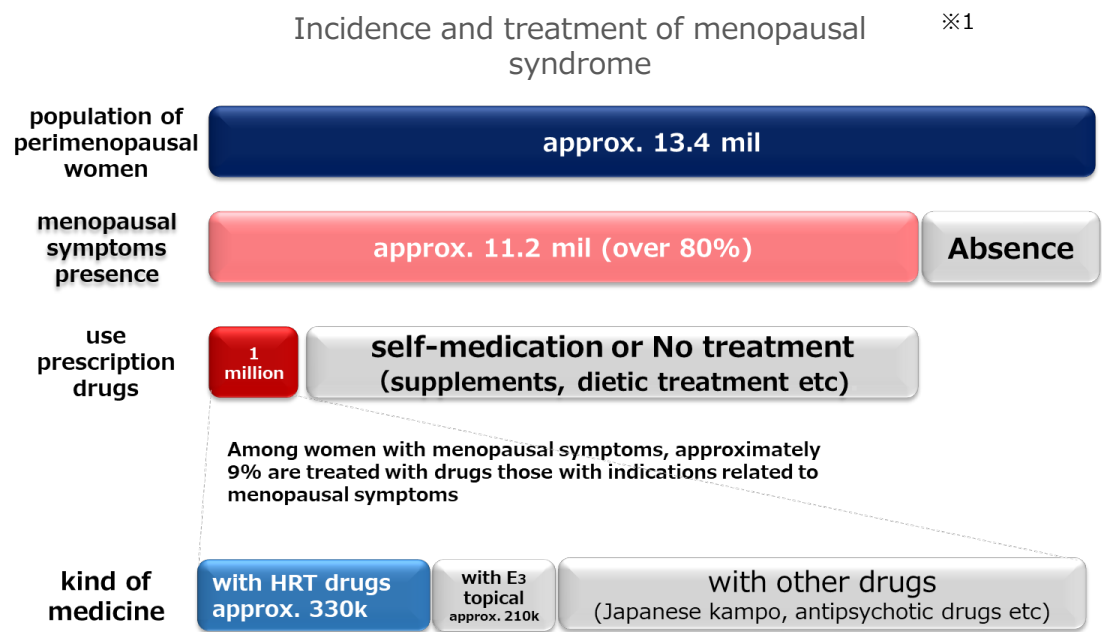 Incidence and treatment of menopausal
syndrome
※1
population of
perimenopausal
women
approx. 13.4 mil
menopausal
symptoms
presence
approx. 11.2 mil (over 80%)
Absence
use
prescription
drugs
1
million
self-medication or No treatment
(supplements, dietic treatment etc)
Among women with menopausal symptoms, approximately
9% are treated with drugs those with indications related to
menopausal symptoms
kind of
medicine
with HRT drugs
approx. 330k
with E₃
topical
approx. 210k
with other drugs
(Japanese kampo, antipsychotic drugs etc)